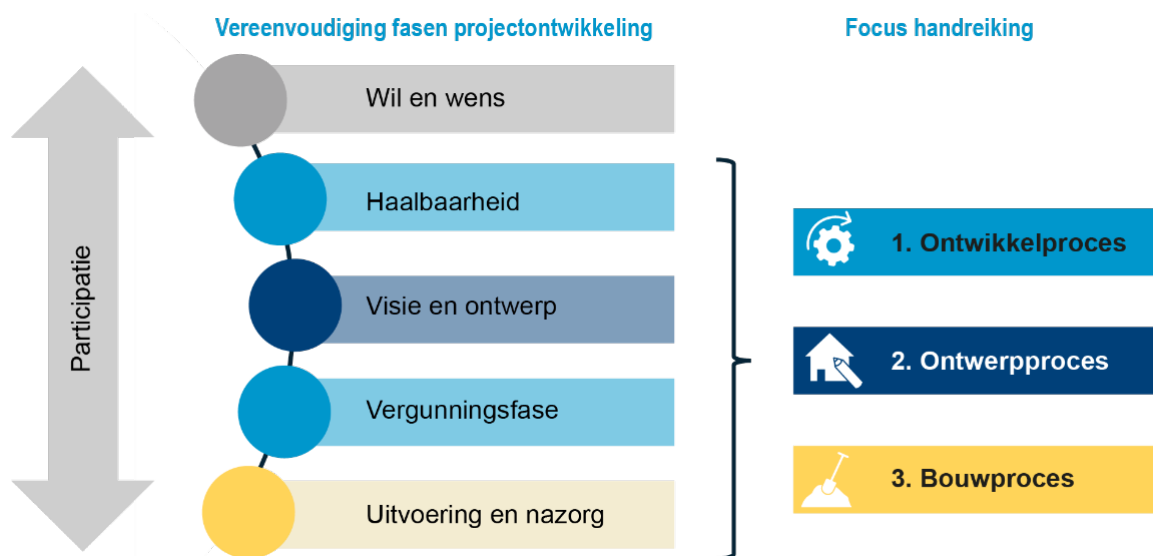 Vereenvoudiging fasen projectontwikkeling
Focus handreiking
Participatie
Wil en wens
Haalbaarheid
Visie en ontwerp
Vergunningsfase
Uitvoering en nazorg
1. Ontwikkelproces
2. Ontwerpproces
3. Bouwproces